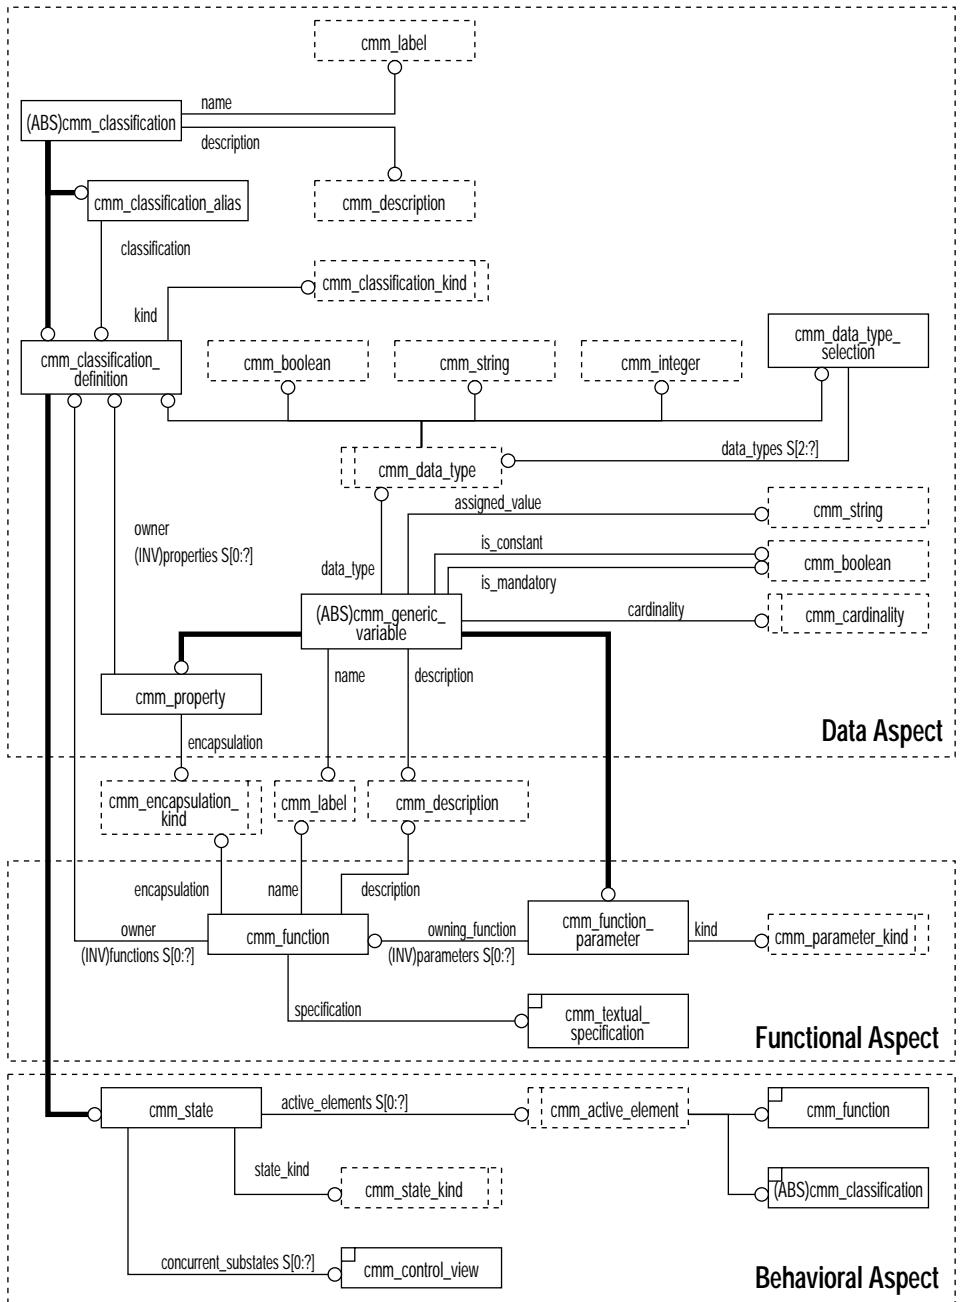 cmm_label
name
(ABS)cmm_classification
description
cmm_classification_alias
cmm_description
classification
cmm_classification_kind
kind
cmm_classification_
definition
cmm_boolean
cmm_string
cmm_integer
cmm_data_type_
selection
data_types S[2:?]
cmm_data_type
assigned_value
cmm_string
owner
(INV)properties S[0:?]
is_constant
cmm_boolean
data_type
is_mandatory
(ABS)cmm_generic_
variable
cardinality
cmm_cardinality
name
description
cmm_property
Data Aspect
encapsulation
cmm_encapsulation_
kind
cmm_label
cmm_description
encapsulation
name
description
owner
(INV)functions S[0:?]
cmm_function
owning_function
(INV)parameters S[0:?]
cmm_function_
parameter
kind
cmm_parameter_kind
specification
cmm_textual_
specification
Functional Aspect
cmm_state
active_elements S[0:?]
cmm_active_element
cmm_function
state_kind
cmm_state_kind
(ABS)cmm_classification
concurrent_substates S[0:?]
cmm_control_view
Behavioral Aspect